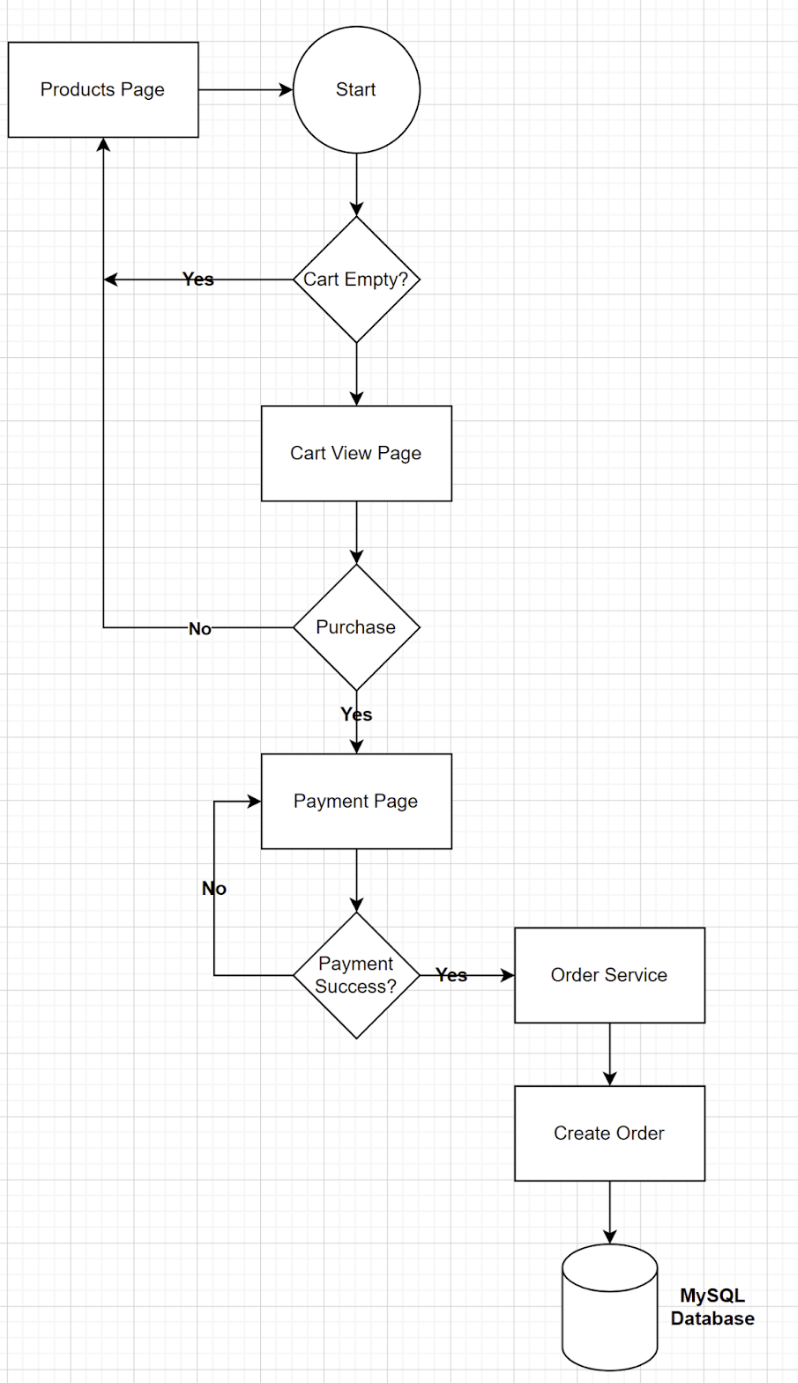 Products Page
Start
Yes
Cart Empty?
Cart View Page
No
Purchase
Yes
Payment Page
No
Payment
Success?
Yes
Order Service
Create Order
MySQL
Database